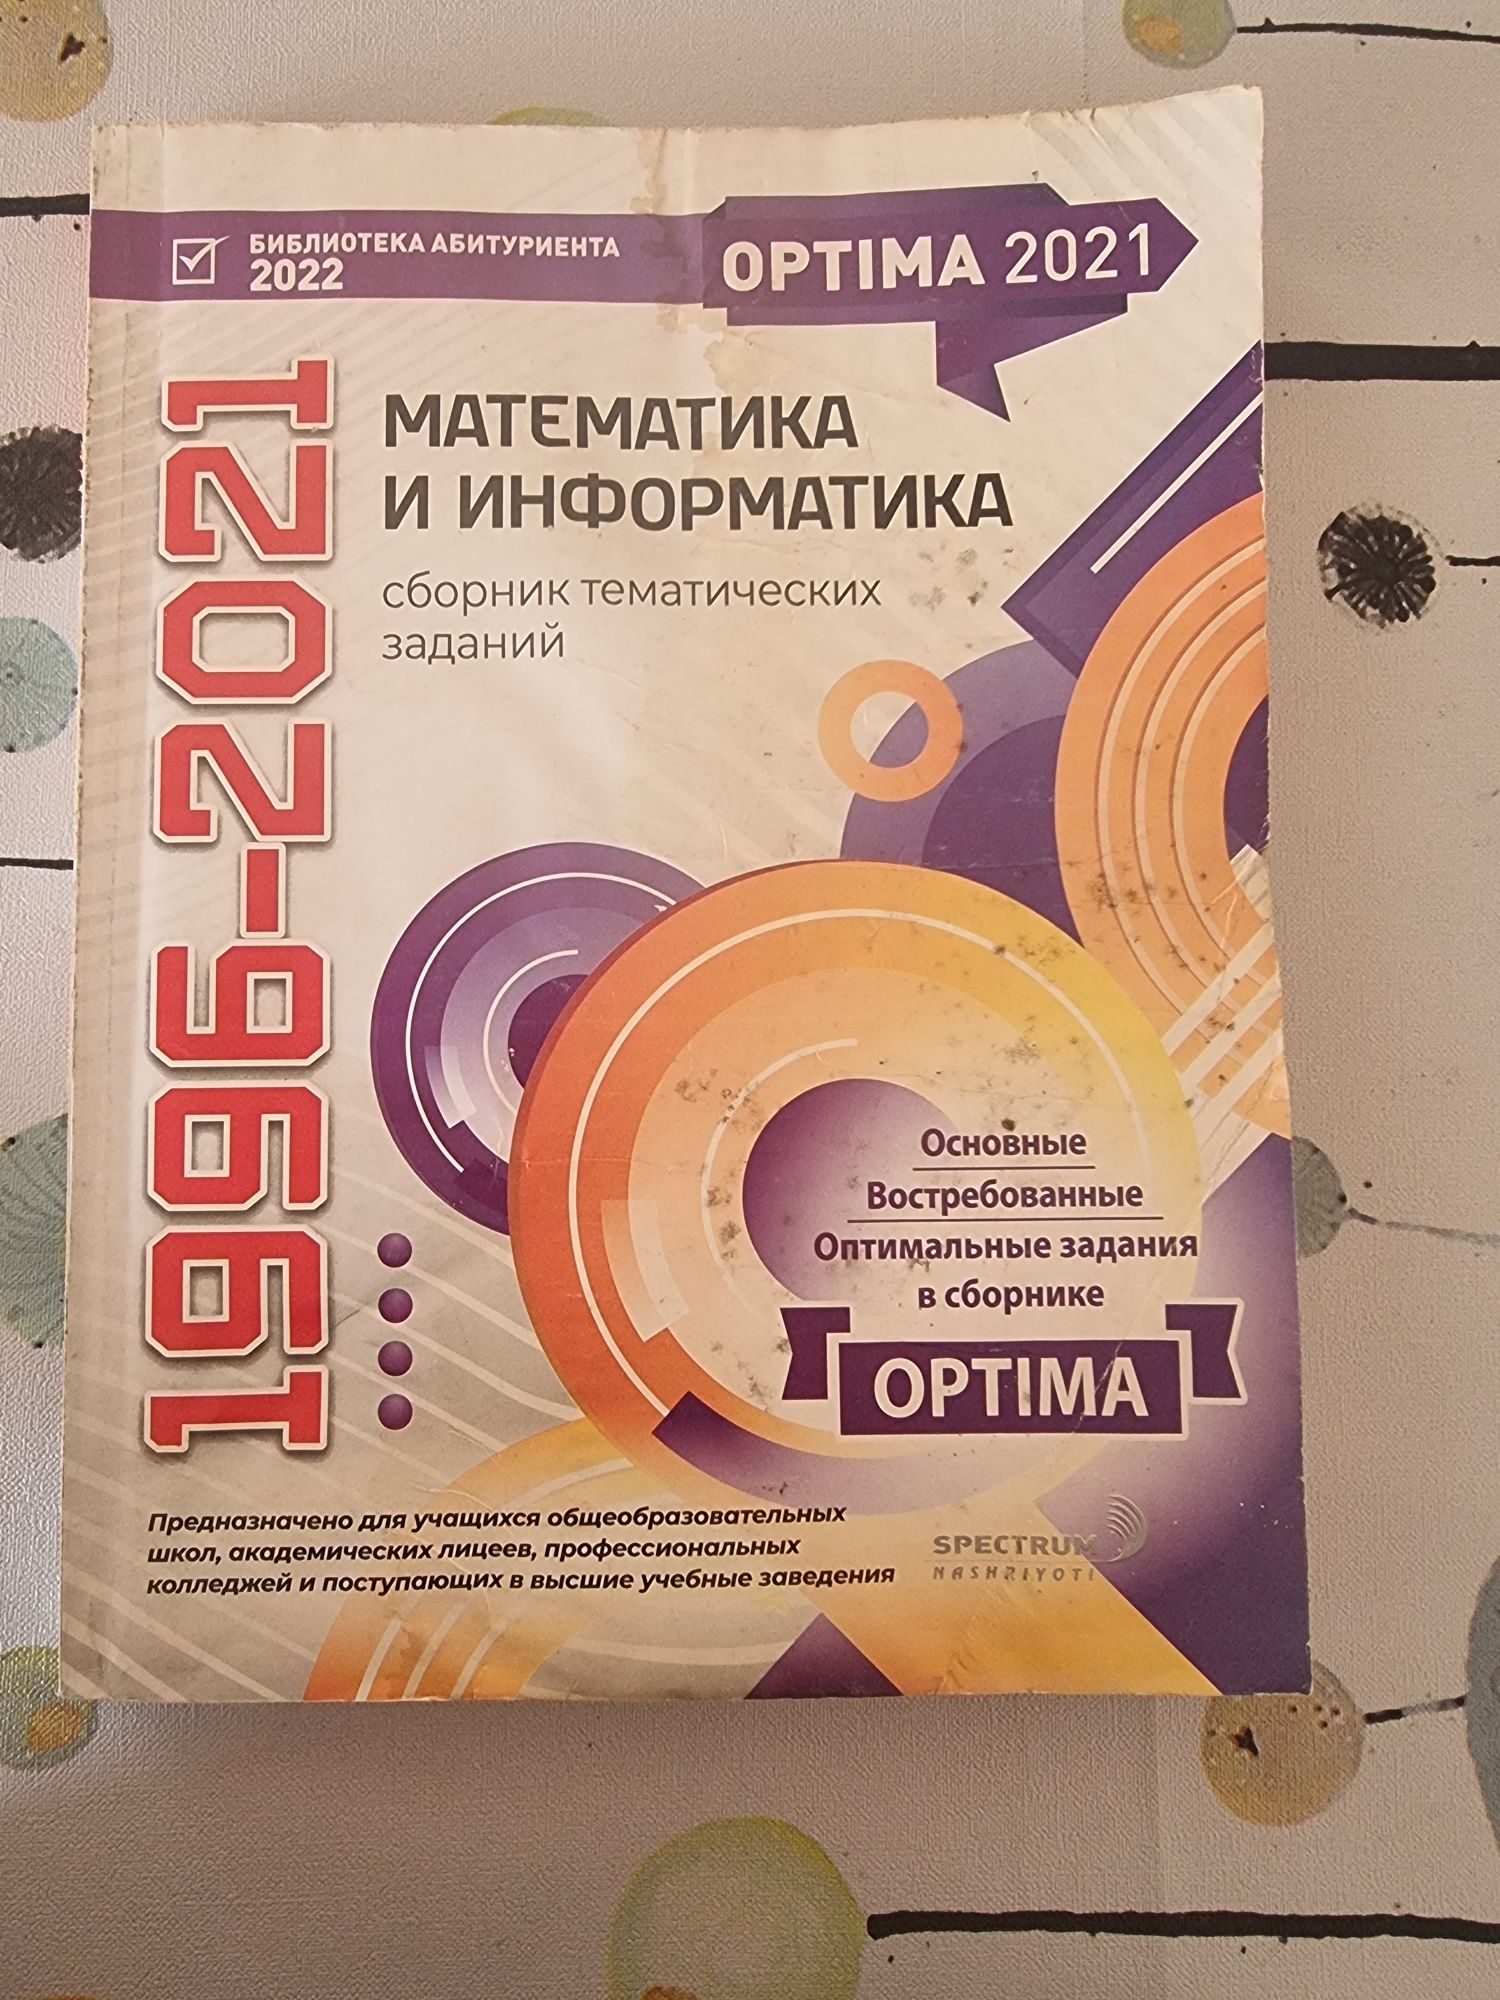 БИБЛИОТЕКА АБИТУРИЕНТА
2022
OPTIMA 2021
1996-2021
МАТЕМАТИКА
И ИНФОРМАТИКА
сборник тематических
заданий
Основные
Востребованные
Оптимальные задания
в сборнике
OPTIMA
Предназначено для учащихся общеобразовательных
школ, академических лицеев, профессиональных
колледжей и поступающих в высшие учебные заведения
SPECTRUM
NASHRIYOTI